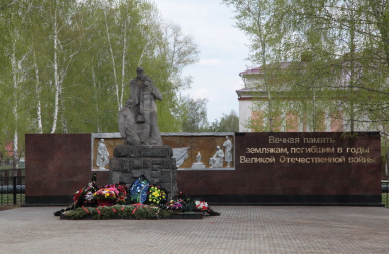 Вечная память
землякам, погибшим в годы
Великой Отечественной войны